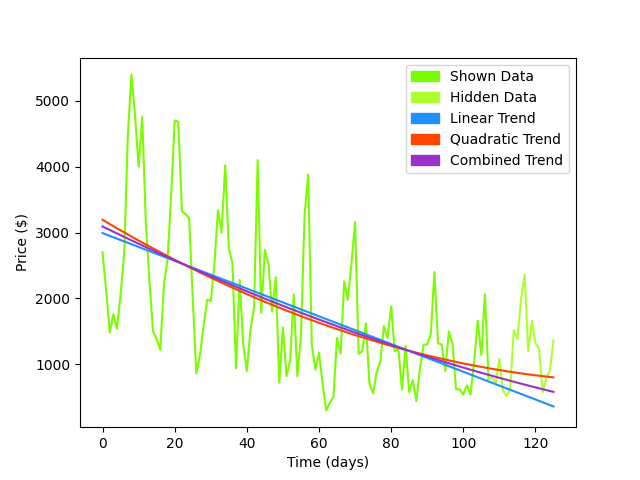 Shown Data
Hidden Data
Linear Trend
Quadratic Trend
Combined Trend
5000
4000
3000
2000
1000
Price ($)
0 20 40 60 80 100 120
Time (days)